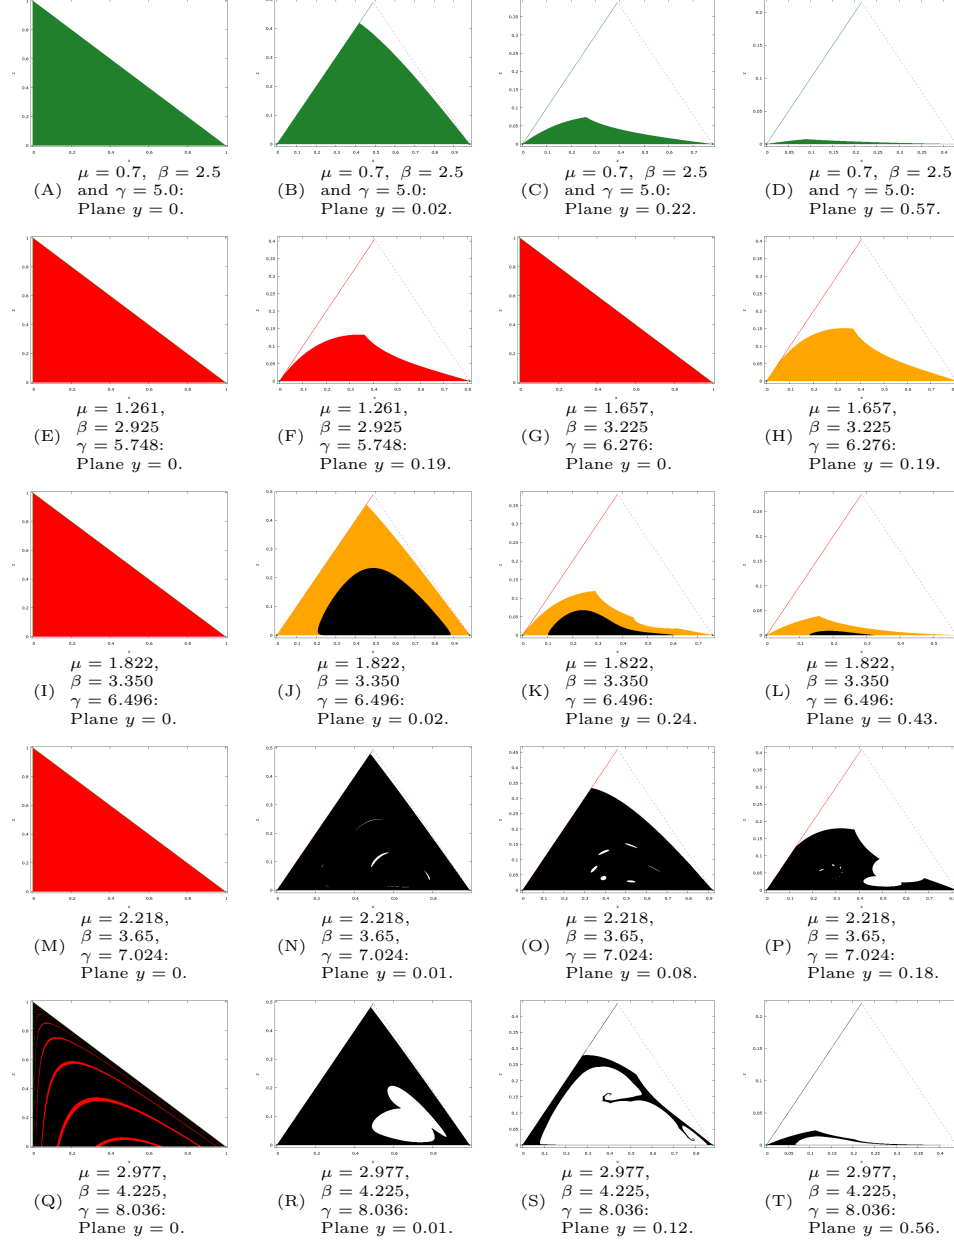 (A) μ = 0.7, β = 2.5
and γ = 5.0:
Plane y = 0.
(B) μ = 0.7, β = 2.5
and γ = 5.0:
Plane y = 0.02.
(C) μ = 0.7, β = 2.5
and γ = 5.0:
Plane y = 0.22.
(D) μ = 0.7, β = 2.5
and γ = 5.0:
Plane y = 0.57.
(E) μ = 1.261,
β = 2.925
γ = 5.748:
Plane y = 0.
(F) μ = 1.261,
β = 2.925
γ = 5.748:
Plane y = 0.19.
(G) μ = 1.657,
β = 3.225
γ = 6.276:
Plane y = 0.
(H) μ = 1.657,
β = 3.225
γ = 6.276:
Plane y = 0.19.
(I) μ = 1.822,
β = 3.350
γ = 6.496:
Plane y = 0.
(J) μ = 1.822,
β = 3.350
γ = 6.496:
Plane y = 0.02.
(K) μ = 1.822,
β = 3.350
γ = 6.496:
Plane y = 0.24.
(L) μ = 1.822,
β = 3.350
γ = 6.496:
Plane y = 0.43.
(M) μ = 2.218,
β = 3.65,
γ = 7.024:
Plane y = 0.
(N) μ = 2.218,
β = 3.65,
γ = 7.024:
Plane y = 0.01.
(O) μ = 2.218,
β = 3.65,
γ = 7.024:
Plane y = 0.08.
(P) μ = 2.218,
β = 3.65,
γ = 7.024:
Plane y = 0.18.
(Q) μ = 2.977,
β = 4.225,
γ = 8.036:
Plane y = 0.
(R) μ = 2.977,
β = 4.225,
γ = 8.036:
Plane y = 0.01.
(S) μ = 2.977,
β = 4.225,
γ = 8.036:
Plane y = 0.12.
(T) μ = 2.977,
β = 4.225,
γ = 8.036:
Plane y = 0.56.